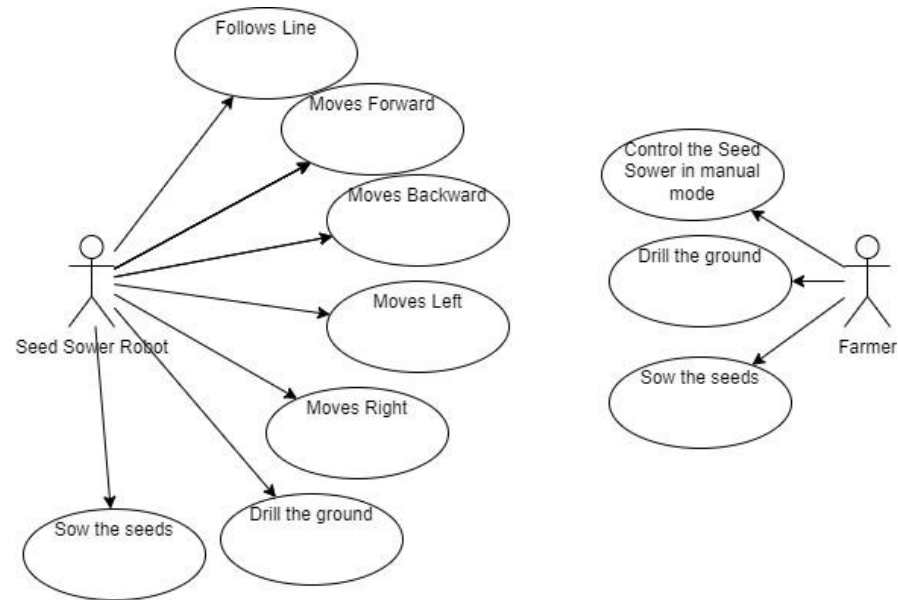 Follows Line
Moves Forward
Moves Backward
Moves Left
Moves Right
Drill the ground
Sow the seeds
Seed Sower Robot
Control the Seed
Sower in manual
mode
Drill the ground
Sow the seeds
Farmer